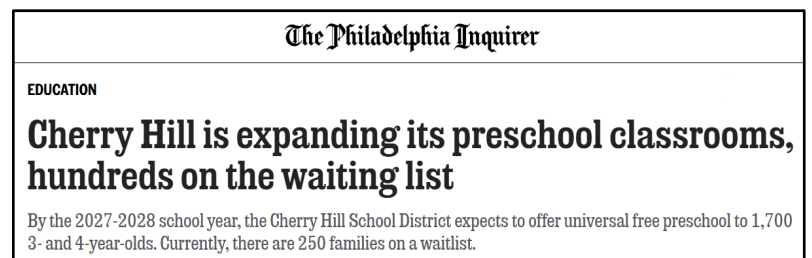 The Philadelphia Inquirer
EDUCATION
Cherry Hill is expanding its preschool classrooms,
hundreds on the waiting list
By the 2027-2028 school year, the Cherry Hill School District expects to offer universal free preschool to 1,700
3- and 4-year-olds. Currently, there are 250 families on a waitlist.